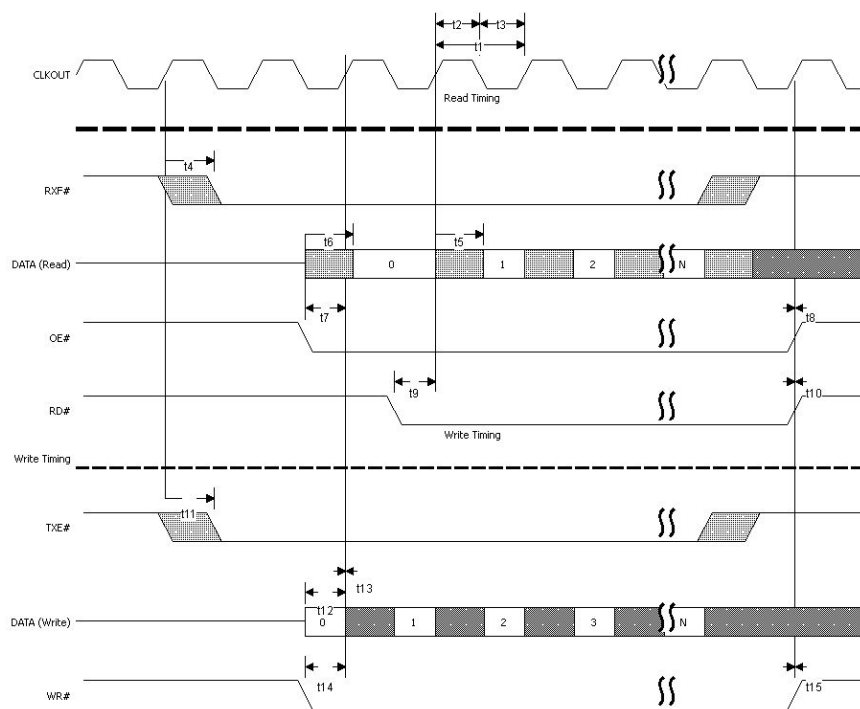 t2 t3
t1
CLKOUT
Read Timing
t4
RXF#
t6 t5
DATA (Read) 0 1 2 N
t7 t8
OE#
t9 t10
RD#
Write Timing
Write Timing
t11
TXE#
t13
t12
DATA (Write) 0 1 2 3 N
t14 t15
WR#